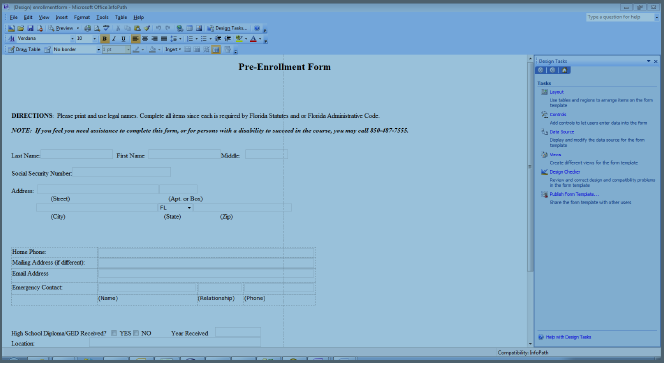 (Design) enrollmentform - Microsoft Office InfoPath
File Edit View Insert Format Tools Table Help
Type a question for help
Preview Design Tasks...
Verdana 10 B I U
Draw Table No border 1 pt Insert
Design Tasks
Pre-Enrollment Form
Tasks
Layout
Use tables and regions to arrange items on the form template
Controls
Add controls to let users enter data into the form
Data Source
Display and modify the data source for the form template
Views
Create different views for the form template
Design Checker
Review and correct design and compatibility problems in the form template
Publish Form Template...
Share the form template with other users
DIRECTIONS: Please print and use legal names. Complete all items since each is required by Florida Statutes and or Florida Administrative Code.
NOTE: If you feel you need assistance to complete this form, or for persons with a disability to succeed in the course, you may call 850-487-7555.
Last Name: First Name Middle:
Social Security Number:
Address:
(Street) (Apt. or Box)
FL
(City) (State) (Zip)
Home Phone:
Mailing Address (if different):
Email Address
Emergency Contact:
(Name) (Relationship) (Phone)
High School Diploma/GED Received? YES NO Year Received
Location:
Help with Design Tasks
Compatibility: InfoPath